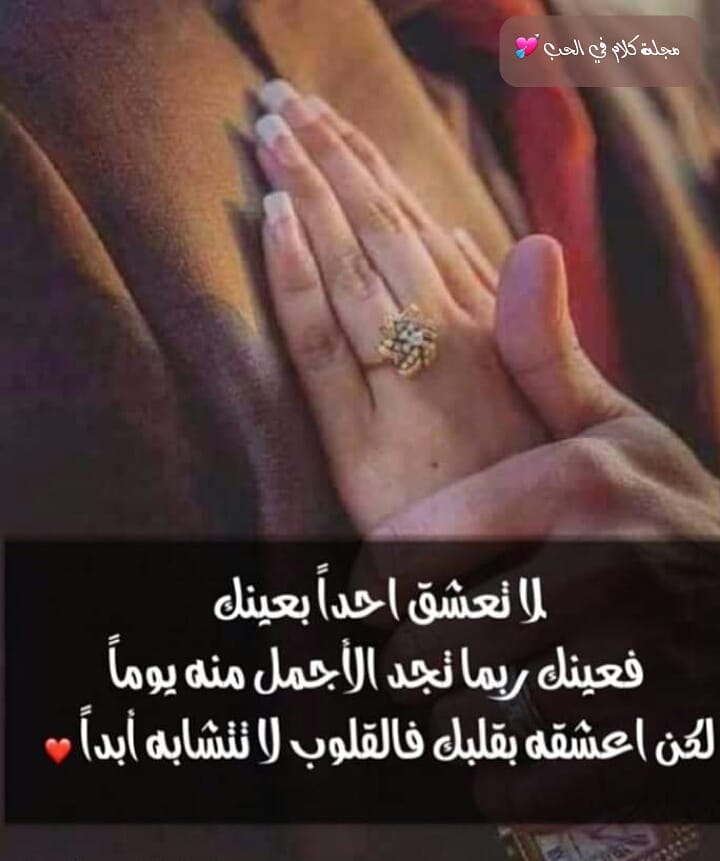 مجلة كلام في الحب 💘
لا تعشق احداً بعينك
فعينك ربما تجد الأجمل منه يوماً
لكن اعشقه بقلبك فالقلوب لا تتشابه أبداً ❤️